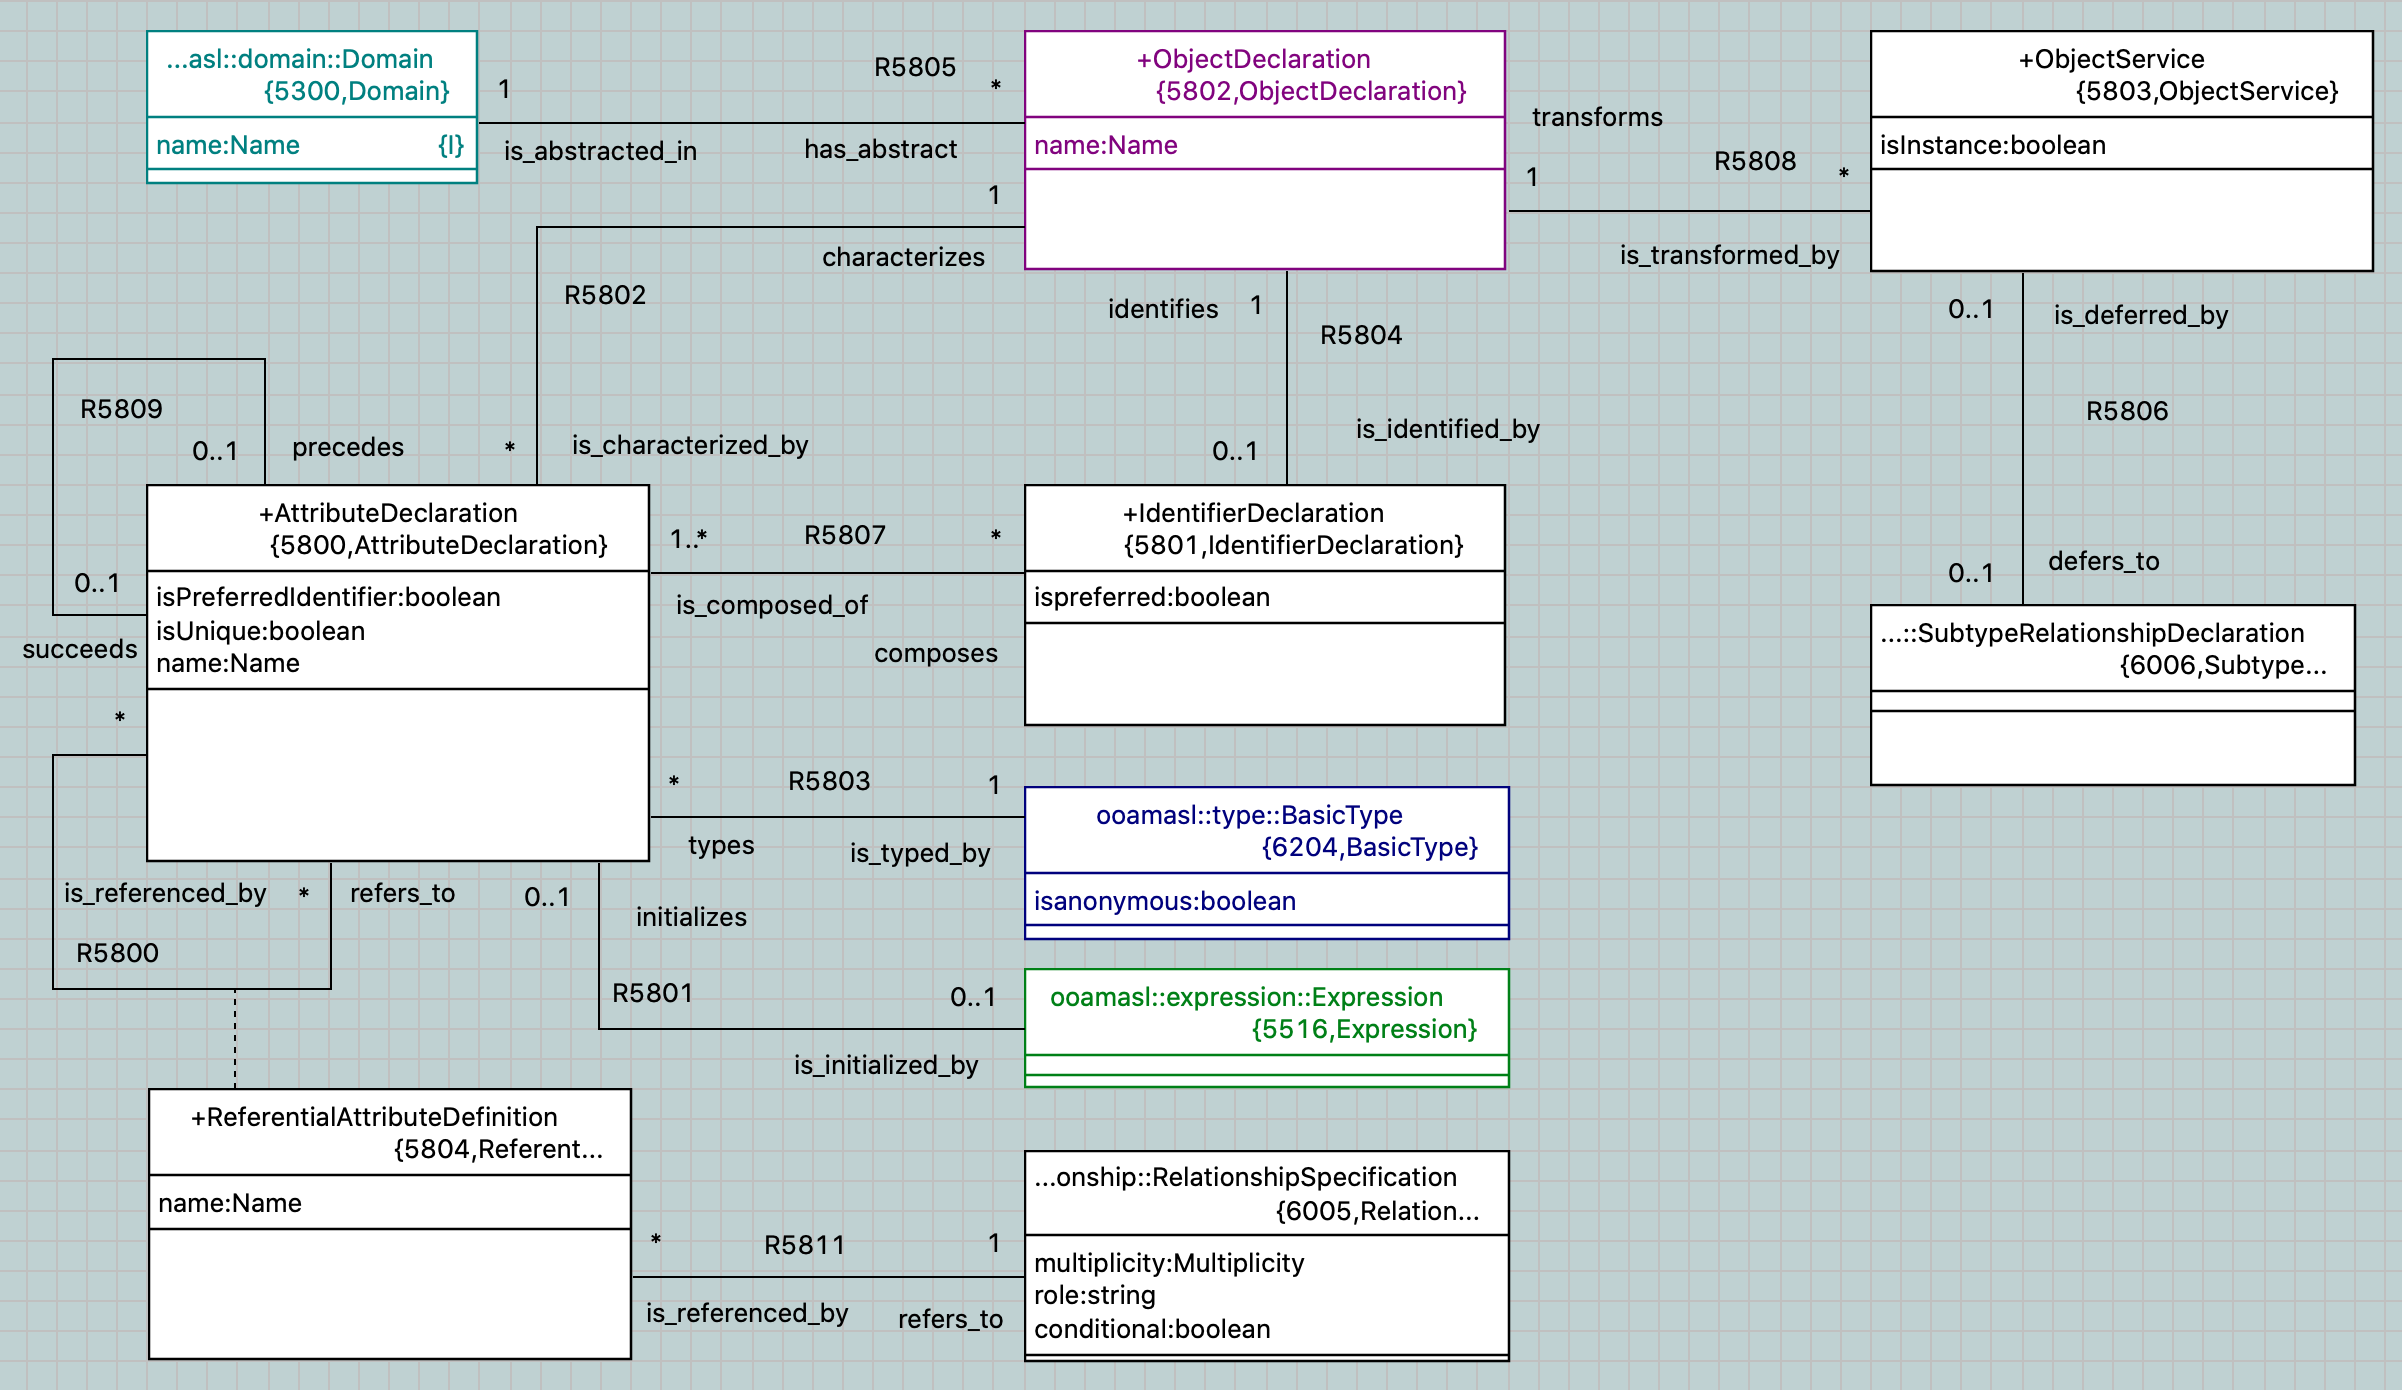 ...asl::domain::Domain
{5300,Domain}
name:Name {I}
1
R5805
*
is_abstracted_in
has_abstract
+ObjectDeclaration
{5802,ObjectDeclaration}
name:Name
transforms
1
R5808
*
is_transformed_by
+ObjectService
{5803,ObjectService}
isInstance:boolean
1
characterizes
R5802
identifies
1
R5804
is_identified_by
0..1
0..1
is_deferred_by
R5806
0..1
defers_to
R5809
0..1
precedes
*
is_characterized_by
0..1
succeeds
+AttributeDeclaration
{5800,AttributeDeclaration}
isPreferredIdentifier:boolean
isUnique:boolean
name:Name
1..*
R5807
*
is_composed_of
composes
+IdentifierDeclaration
{5801,IdentifierDeclaration}
ispreferred:boolean
...::SubtypeRelationshipDeclaration
{6006,Subtype...
*
*
R5803
1
types
is_typed_by
ooamasl::type::BasicType
{6204,BasicType}
isanonymous:boolean
is_referenced_by
*
refers_to
R5800
0..1
initializes
R5801
0..1
is_initialized_by
ooamasl::expression::Expression
{5516,Expression}
+ReferentialAttributeDefinition
{5804,Referent...
name:Name
*
R5811
1
is_referenced_by
refers_to
...onship::RelationshipSpecification
{6005,Relation...
multiplicity:Multiplicity
role:string
conditional:boolean